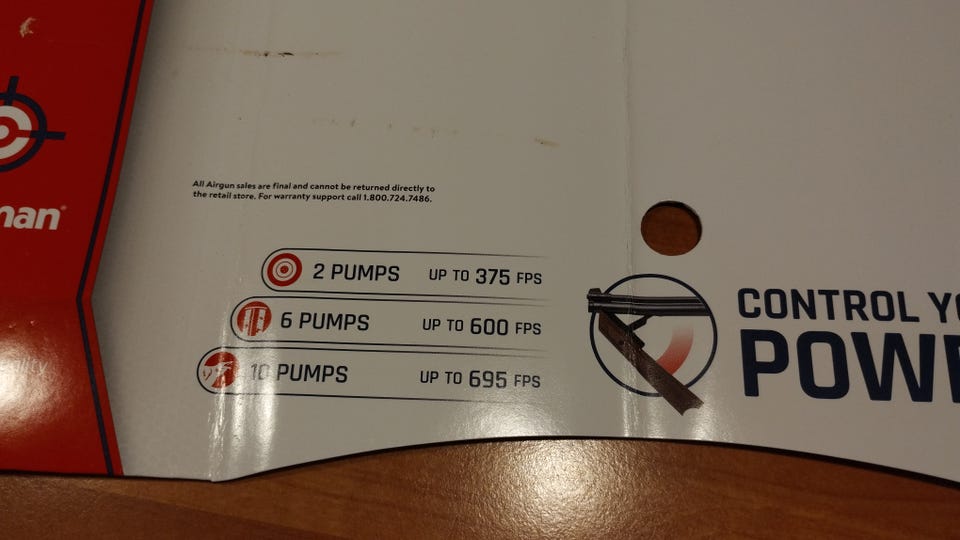 man
All Airgun sales are final and cannot be returned directly to
the retail store. For warranty support call 1.800.724.7486.
2 PUMPS UP TO 375 FPS
6 PUMPS UP TO 600 FPS
10 PUMPS UP TO 695 FPS
CONTROL YO
POWE